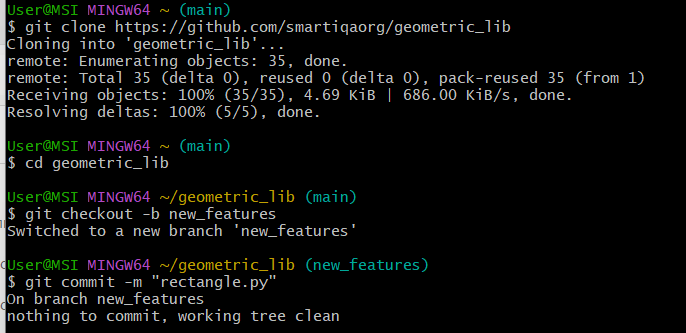 User@MSI MINGW64 ~ (main)
$ git clone https://github.com/smartiqaorg/geometric_lib
Cloning into 'geometric_lib'...
remote: Enumerating objects: 35, done.
remote: Total 35 (delta 0), reused 0 (delta 0), pack-reused 35 (from 1)
Receiving objects: 100% (35/35), 4.69 KiB | 686.00 KiB/s, done.
Resolving deltas: 100% (5/5), done.
User@MSI MINGW64 ~ (main)
$ cd geometric_lib
User@MSI MINGW64 ~/geometric_lib (main)
$ git checkout -b new_features
Switched to a new branch 'new_features'
User@MSI MINGW64 ~/geometric_lib (new_features)
$ git commit -m "rectangle.py"
On branch new_features
nothing to commit, working tree clean